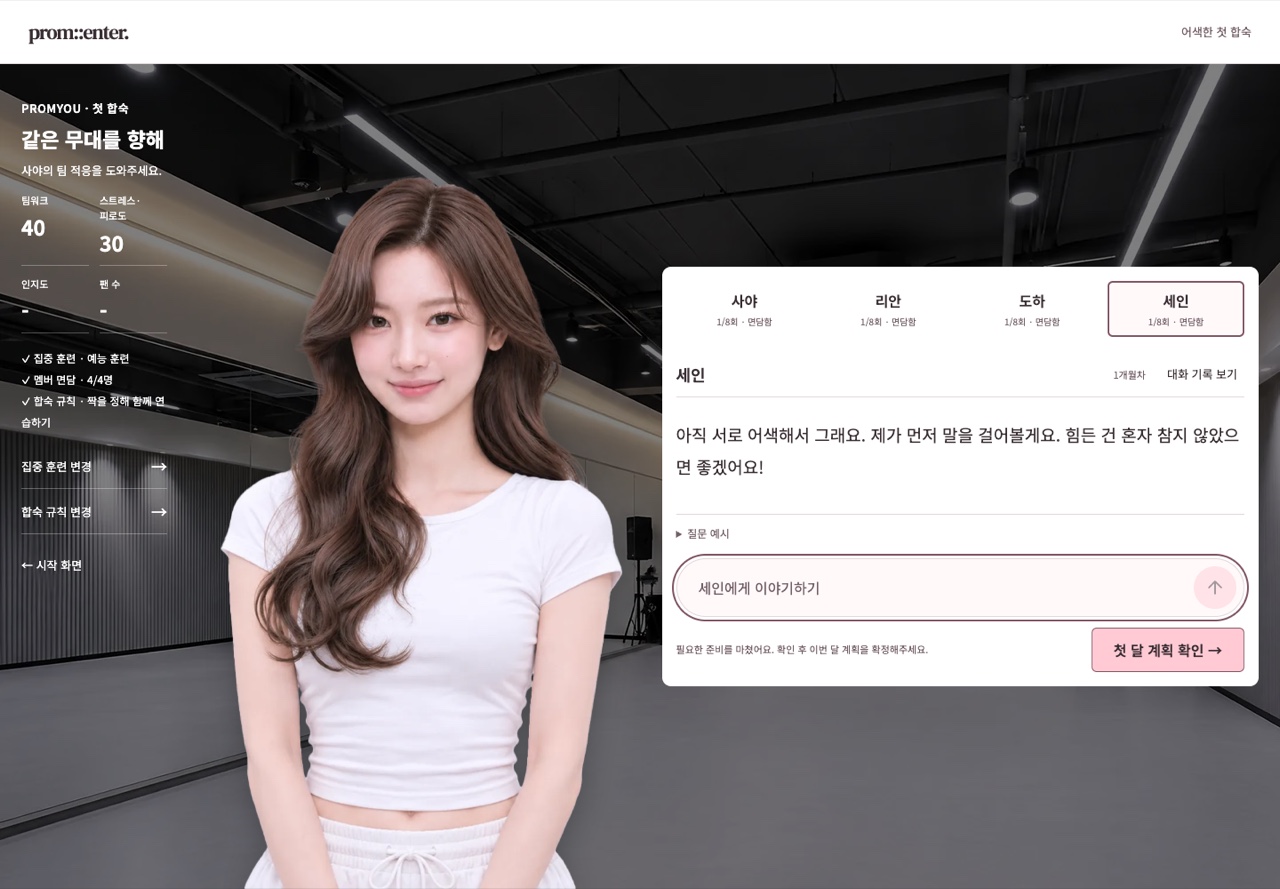 prom::enter.
어색한 첫 합숙
PROMYOU · 첫 합숙
같은 무대를 향해
사야의 팀 적응을 도와주세요.
팀워크
40
스트레스·
피로도
30
인지도
-
팬 수
-
✓ 집중 훈련 · 예능 훈련
✓ 멤버 면담 · 4/4명
✓ 합숙 규칙 · 짝을 정해 함께 연
습하기
집중 훈련 변경 →
합숙 규칙 변경 →
← 시작 화면
사야
1/8회 · 면담함
리안
1/8회 · 면담함
도하
1/8회 · 면담함
세인
1/8회 · 면담함
세인
1개월차
대화 기록 보기
아직 서로 어색해서 그래요. 제가 먼저 말을 걸어볼게요. 힘든 건 혼자 참지 않았으
면 좋겠어요!
▶ 질문 예시
세인에게 이야기하기
필요한 준비를 마쳤어요. 확인 후 이번 달 계획을 확정해주세요.
첫 달 계획 확인 →